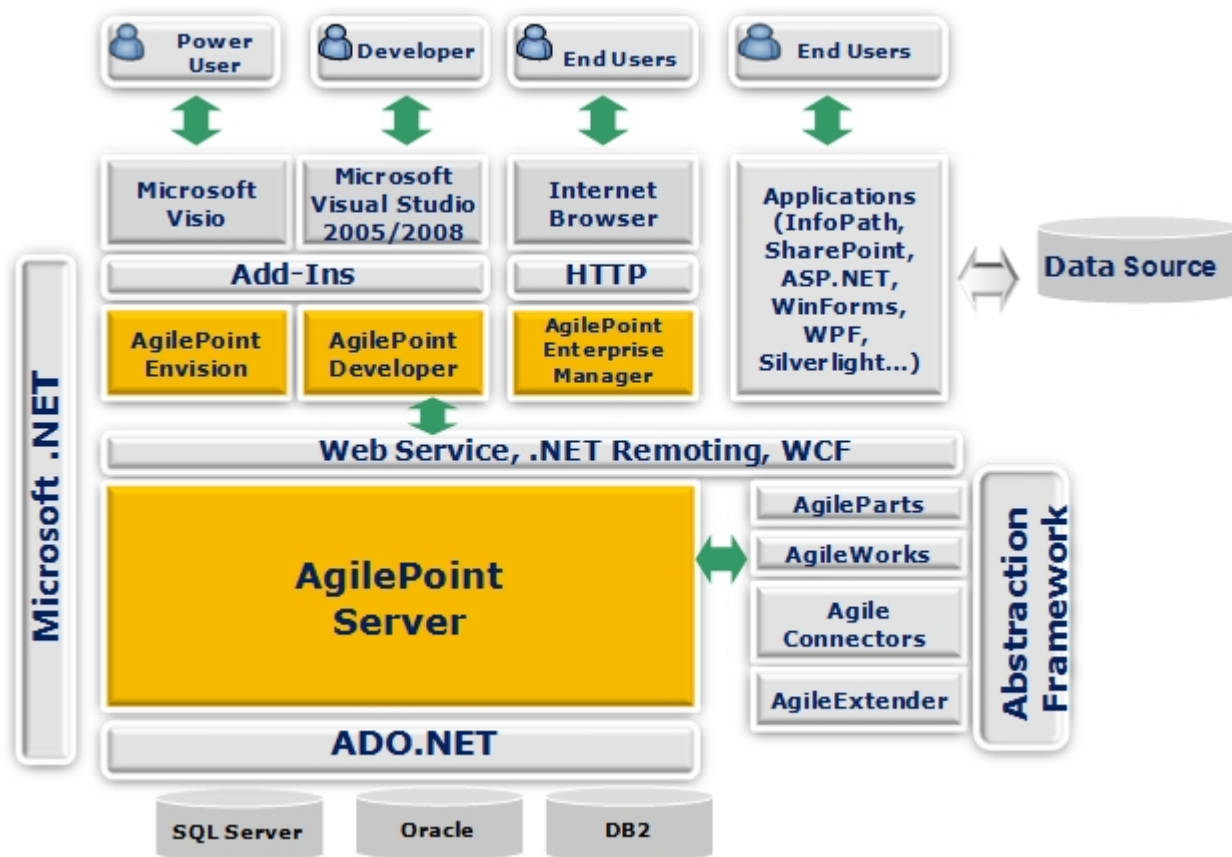 Power
User
Developer
End Users
End Users
Microsoft
Visio
Microsoft
Visual Studio
2005/2008
Internet
Browser
Applications
(InfoPath,
SharePoint,
ASP.NET,
WinForms,
WPF,
Silverlight...)
Data Source
Add-Ins
HTTP
AgilePoint
Envision
AgilePoint
Developer
AgilePoint
Enterprise
Manager
Microsoft .NET
Web Service, .NET Remoting, WCF
AgilePoint
Server
AgileParts
AgileWorks
Agile
Connectors
AgileExtender
Abstraction
Framework
ADO.NET
SQL Server
Oracle
DB2